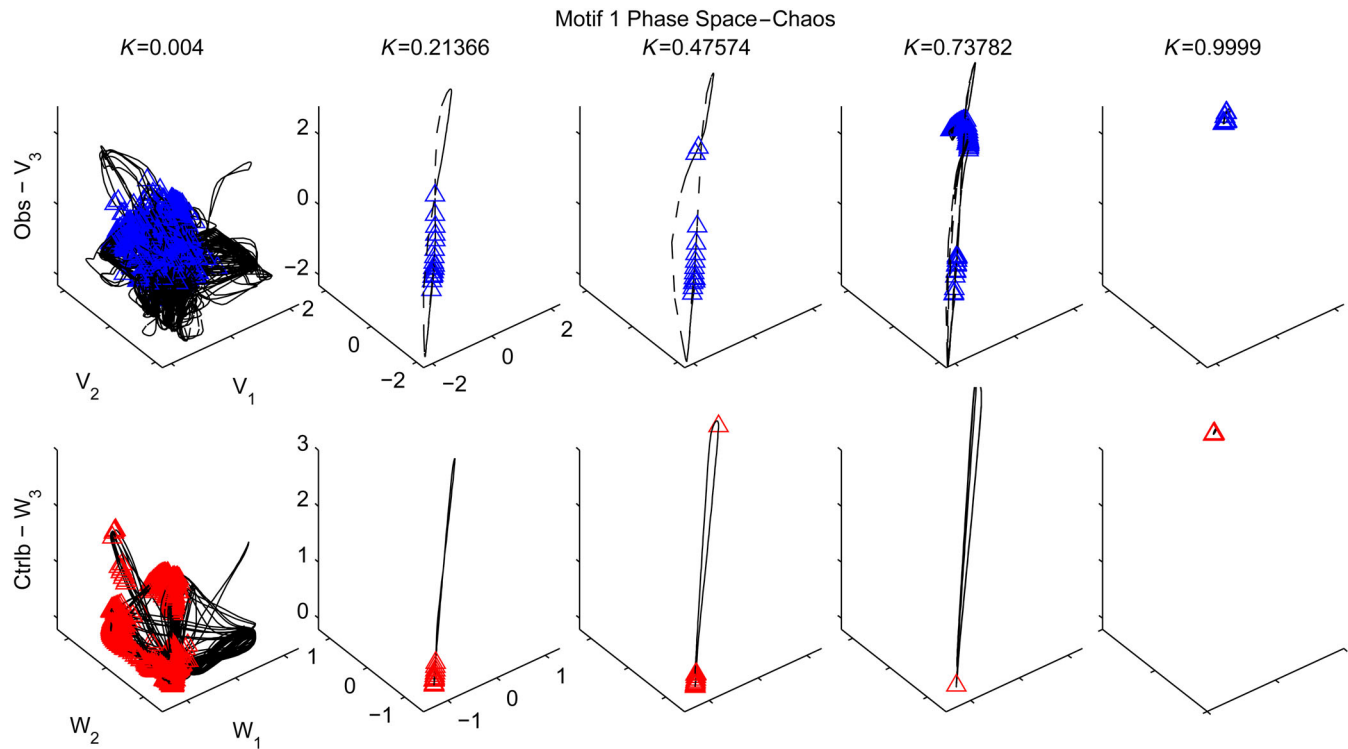 Motif 1 Phase Space−Chaos
K=0.004
K=0.21366
K=0.47574
K=0.73782
K=0.9999
Obs − V3
2
0
−2
V2
V1
2
0
−2
−2
0
2
Ctrlb − W3
3
2
1
0
W2
W1
1
0
−1
−1
0
1